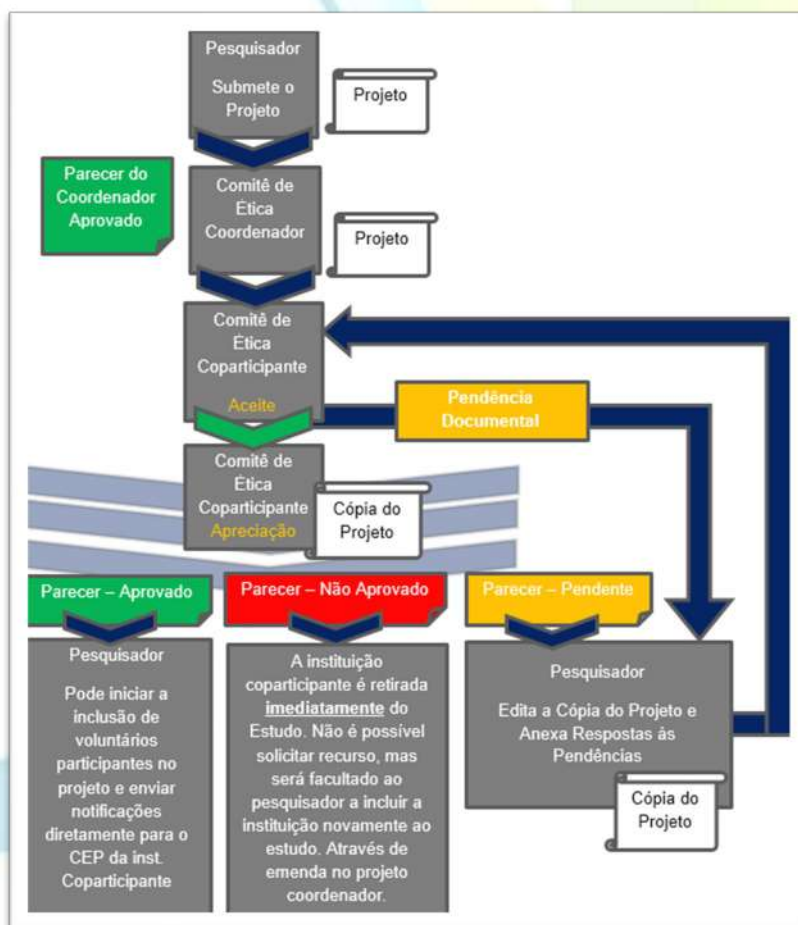 Pesquisador
Submete o
Projeto
Projeto
Parecer do
Coordenador
Aprovado
Comitê de
Ética
Coordenador
Projeto
Comitê de
Ética
Coparticipante
Aceite
Pendência
Documental
Comitê de
Ética
Coparticipante
Apreciação
Cópia do
Projeto
Parecer – Aprovado
Pesquisador
Pode iniciar a
inclusão de
voluntários
participantes no
projeto e enviar
notificações
diretamente para o
CEP da inst.
Coparticipante
Parecer – Não Aprovado
A instituição
coparticipante é retirada
imediatamente do
Estudo. Não é possível
solicitar recurso, mas
será facultado ao
pesquisador a incluir a
instituição novamente ao
estudo. Através de
emenda no projeto
coordenador.
Parecer – Pendente
Pesquisador
Edita a Cópia do Projeto e
Anexa Respostas às
Pendências
Cópia do
Projeto